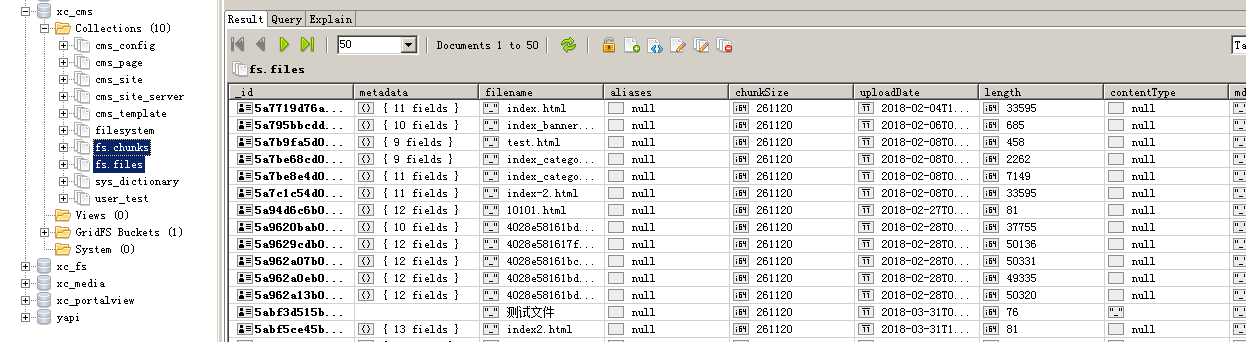 xc_cms
Collections (10)
cms_config
cms_page
cms_site
cms_site_server
cms_template
filesystem
fs.chunks
fs.files
sys_dictionary
user_test
Views (0)
GridFS Buckets (1)
System (0)
xc_fs
xc_media
xc_portalview
yapi
Result Query Explain
50 Documents 1 to 50 Ta
fs.files
_id metadata filename aliases chunkSize uploadDate length contentType md
5a7719d76a... { 11 fields } index.html null 261120 2018-02-04T1... 33595 null
5a795bbcdd... { 10 fields } index_banner... null 261120 2018-02-06T0... 685 null
5a7b9fa5d0... { 9 fields } test.html null 261120 2018-02-08T0... 458 null
5a7be68cd0... { 9 fields } index_catego... null 261120 2018-02-08T0... 2262 null
5a7be8e4d0... { 11 fields } index_catego... null 261120 2018-02-08T0... 7149 null
5a7c1c54d0... { 11 fields } index-2.html null 261120 2018-02-08T0... 33595 null
5a94d6c6b0... { 12 fields } 10101.html null 261120 2018-02-27T0... 81 null
5a9620bab0... { 10 fields } 4028e58161bd... null 261120 2018-02-28T0... 37755 null
5a9629cdb0... { 12 fields } 4028e581617f... null 261120 2018-02-28T0... 50136 null
5a962a07b0... { 12 fields } 4028e58161bc... null 261120 2018-02-28T0... 50331 null
5a962a0eb0... { 12 fields } 4028e58161bd... null 261120 2018-02-28T0... 49335 null
5a962a13b0... { 12 fields } 4028e58161bd... null 261120 2018-02-28T0... 50320 null
5abf3d515b... 测试文件 null 261120 2018-03-31T0... 76
5abf5ce45b... { 13 fields } index2.html null 261120 2018-03-31T1... 81 null